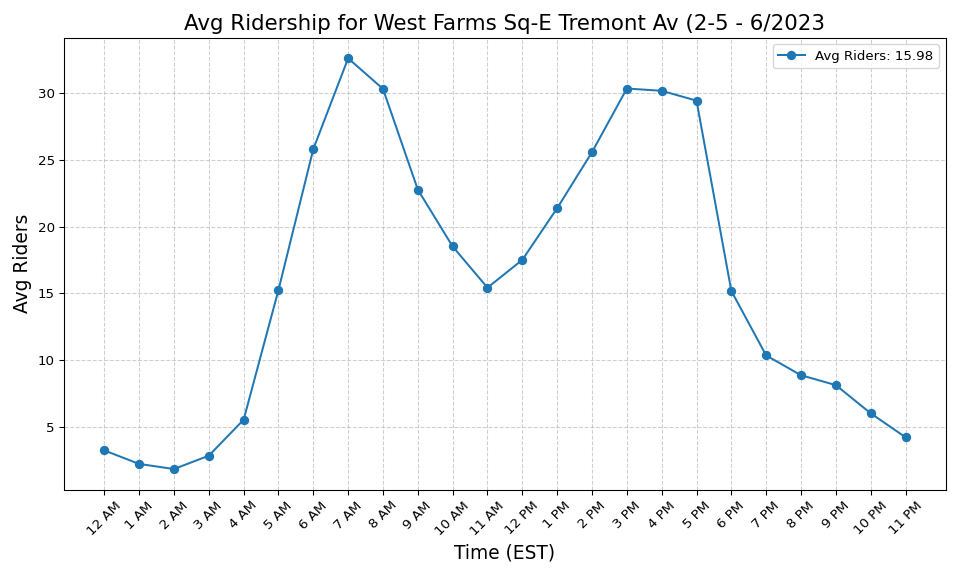 Avg Ridership for West Farms Sq-E Tremont Av (2-5 - 6/2023
Avg Riders: 15.98
Avg Riders
30
25
20
15
10
5
12 AM
1 AM
2 AM
3 AM
4 AM
5 AM
6 AM
7 AM
8 AM
9 AM
10 AM
11 AM
12 PM
1 PM
2 PM
3 PM
4 PM
5 PM
6 PM
7 PM
8 PM
9 PM
10 PM
11 PM
Time (EST)